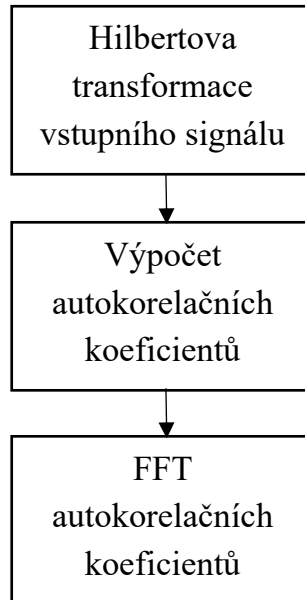 Hilbertova
transformace
vstupního signálu
Výpočet
autokorelačních
koeficientů
FFT
autokorelačních
koeficientů